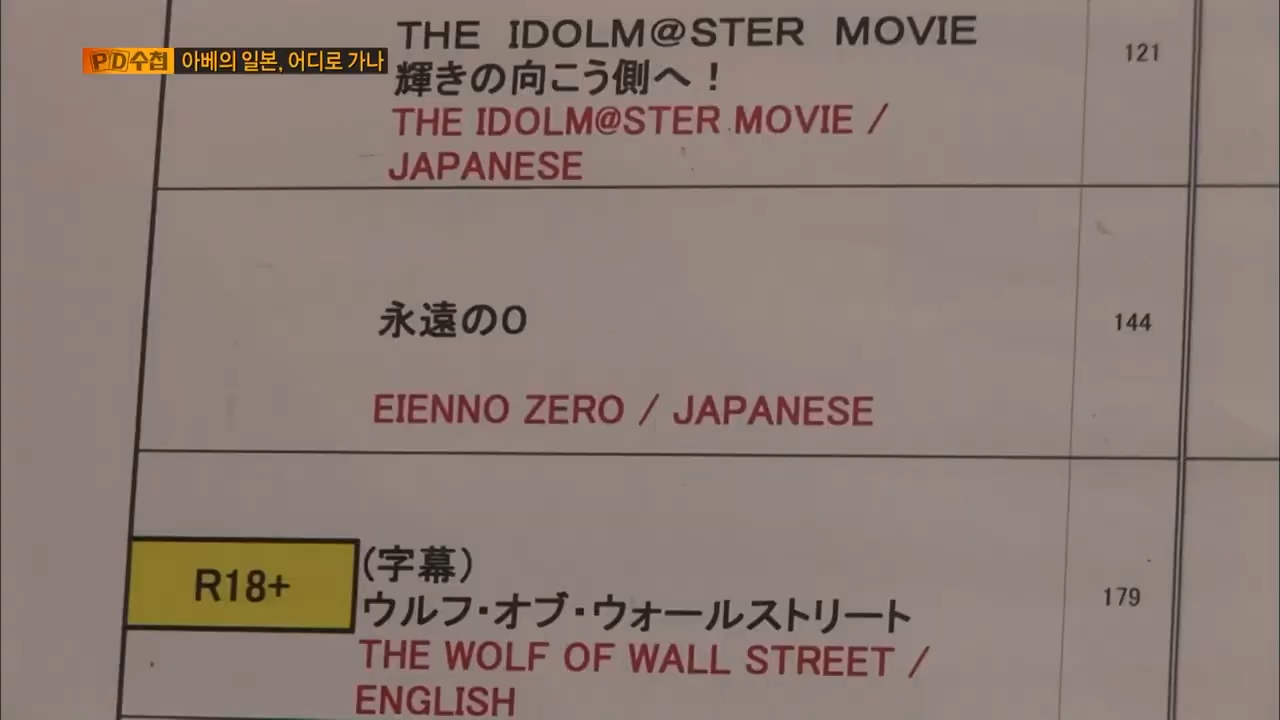 PD수첩 아베의 일본, 어디로 가나
THE IDOLM@STER MOVIE
輝きの向こう側へ！
THE IDOLM@STER MOVIE /
JAPANESE
121
永遠の0
144
EIENNO ZERO / JAPANESE
R18+
(字幕)
ウルフ・オブ・ウォールストリート
179
THE WOLF OF WALL STREET /
ENGLISH